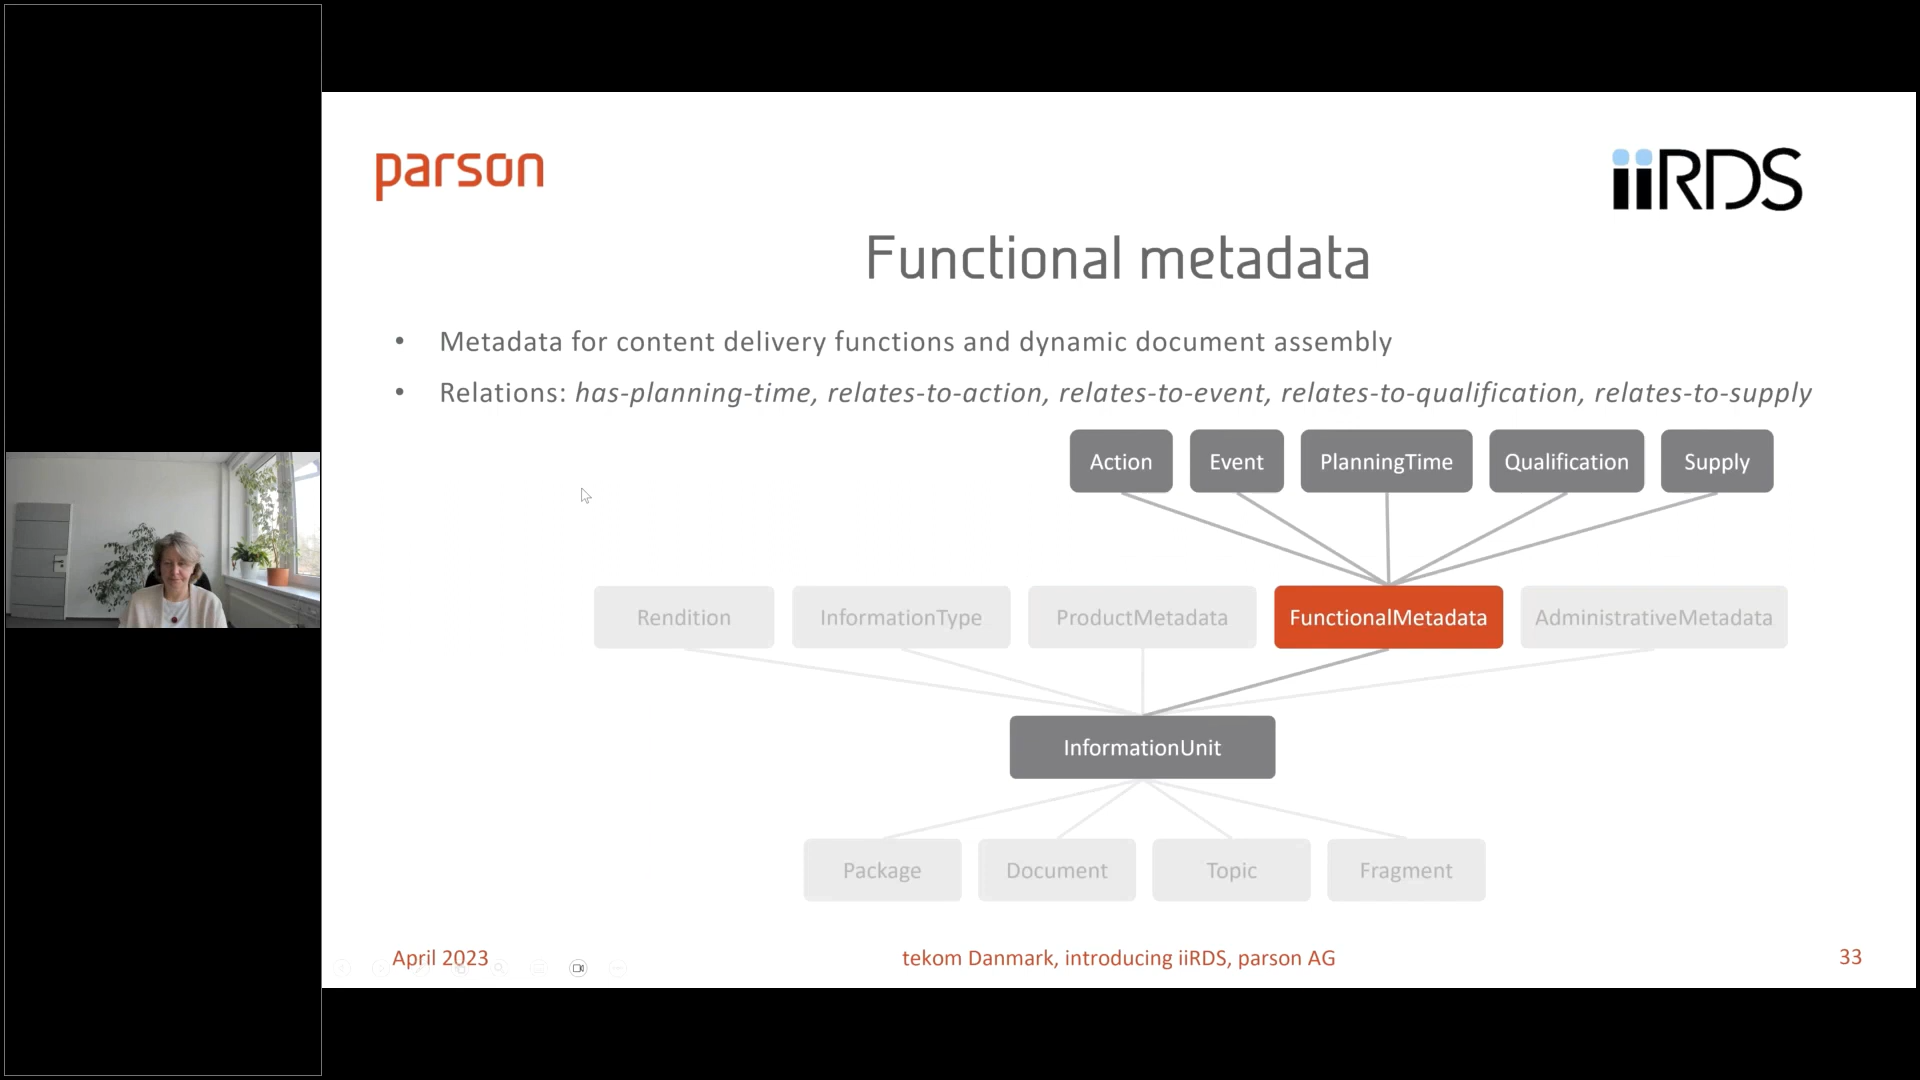 parson
iiRDS
Functional metadata
• Metadata for content delivery functions and dynamic document assembly
• Relations: has-planning-time, relates-to-action, relates-to-event, relates-to-qualification, relates-to-supply
Action Event PlanningTime Qualification Supply
Rendition InformationType ProductMetadata FunctionalMetadata AdministrativeMetadata
InformationUnit
Package Document Topic Fragment
April 2023 tekom Danmark, introducing iiRDS, parson AG 33